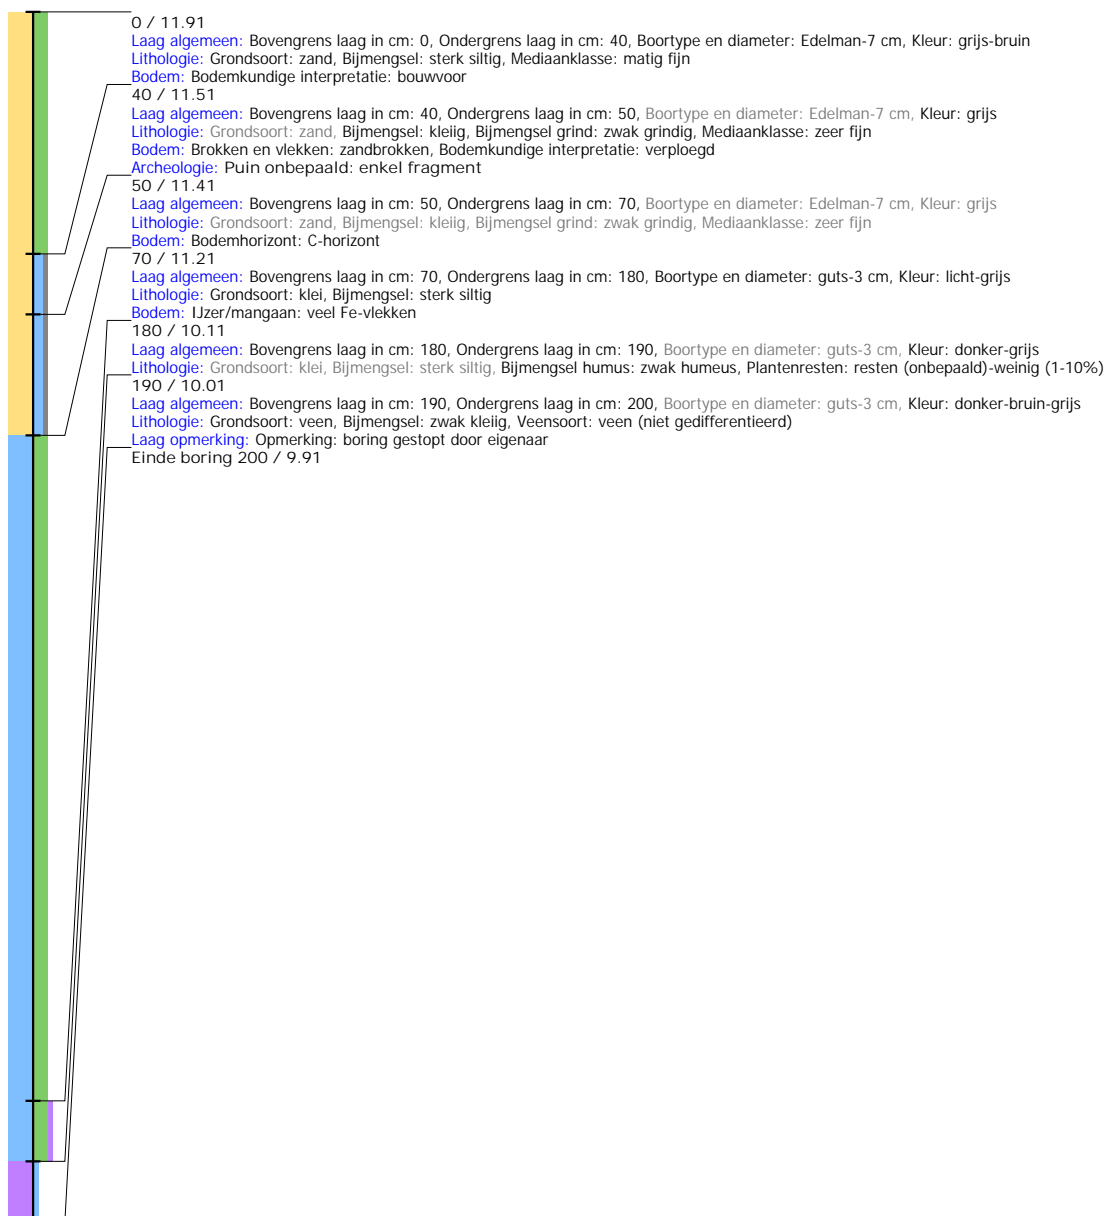 0 / 11.91
Laag algemeen: Bovengrens laag in cm: 0, Ondergrens laag in cm: 40, Boortype en diameter: Edelman-7 cm, Kleur: grijs-bruin
Lithologie: Grondsoort: zand, Bijmengsel: sterk siltig, Mediaanklasse: matig fijn
Bodem: Bodemkundige interpretatie: bouwvoor
40 / 11.51
Laag algemeen: Bovengrens laag in cm: 40, Ondergrens laag in cm: 50, Boortype en diameter: Edelman-7 cm, Kleur: grijs
Lithologie: Grondsoort: zand, Bijmengsel: kleiig, Bijmengsel grind: zwak grindig, Mediaanklasse: zeer fijn
Bodem: Brokken en vlekken: zandbrokken, Bodemkundige interpretatie: verploegd
Archeologie: Puin onbepaald: enkel fragment
50 / 11.41
Laag algemeen: Bovengrens laag in cm: 50, Ondergrens laag in cm: 70, Boortype en diameter: Edelman-7 cm, Kleur: grijs
Lithologie: Grondsoort: zand, Bijmengsel: kleiig, Bijmengsel grind: zwak grindig, Mediaanklasse: zeer fijn
Bodem: Bodemhorizont: C-horizont
70 / 11.21
Laag algemeen: Bovengrens laag in cm: 70, Ondergrens laag in cm: 180, Boortype en diameter: guts-3 cm, Kleur: licht-grijs
Lithologie: Grondsoort: klei, Bijmengsel: sterk siltig
Bodem: IJzer/mangaan: veel Fe-vlekken
180 / 10.11
Laag algemeen: Bovengrens laag in cm: 180, Ondergrens laag in cm: 190, Boortype en diameter: guts-3 cm, Kleur: donker-grijs
Lithologie: Grondsoort: klei, Bijmengsel: sterk siltig, Bijmengsel humus: zwak humeus, Plantenresten: resten (onbepaald)-weinig (1-10%)
190 / 10.01
Laag algemeen: Bovengrens laag in cm: 190, Ondergrens laag in cm: 200, Boortype en diameter: guts-3 cm, Kleur: donker-bruin-grijs
Lithologie: Grondsoort: veen, Bijmengsel: zwak kleiig, Veensoort: veen (niet gedifferentieerd)
Laag opmerking: Opmerking: boring gestopt door eigenaar
Einde boring 200 / 9.91